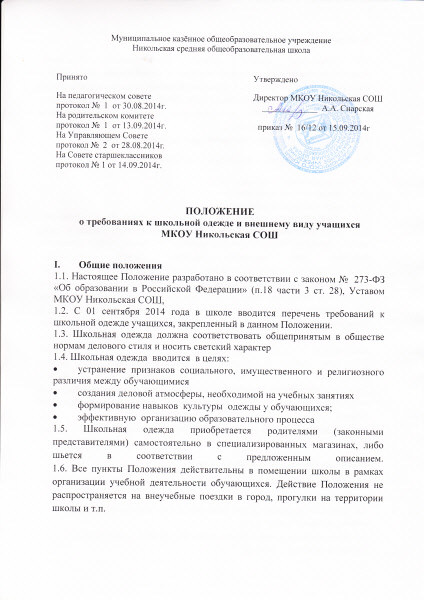 Муниципальное казённое общеобразовательное учреждение
Никольская средняя общеобразовательная школа
Принято
На педагогическом совете
протокол № 1 от 30.08.2014г.
На родительском комитете
протокол № 1 от 13.09.2014г.
На Управляющем Совете
протокол № 2 от 28.08.2014г.
На Совете старшеклассников
протокол № 1 от 14.09.2014г.
Утверждено
Директор МКОУ Никольская СОШ
А.А. Снарская
приказ № 16/12 от 15.09.2014г
ПОЛОЖЕНИЕ
о требованиях к школьной одежде и внешнему виду учащихся
МКОУ Никольская СОШ
I. Общие положения
1.1. Настоящее Положение разработано в соответствии с законом № 273-ФЗ
«Об образовании в Российской Федерации» (п.18 части 3 ст. 28), Уставом
МКОУ Никольская СОШ,
1.2. С 01 сентября 2014 года в школе вводится перечень требований к
школьной одежде учащихся, закрепленный в данном Положении.
1.3. Школьная одежда должна соответствовать общепринятым в обществе
нормам делового стиля и носить светский характер
1.4. Школьная одежда вводится в целях:
• устранение признаков социального, имущественного и религиозного
различия между обучающимися
• создания деловой атмосферы, необходимой на учебных занятиях
• формирование навыков культуры одежды у обучающихся;
• эффективную организацию образовательного процесса
1.5. Школьная одежда приобретается родителями (законными
представителями) самостоятельно в специализированных магазинах, либо
шьется в соответствии с предложенным описанием.
1.6. Все пункты Положения действительны в помещении школы в рамках
организации учебной деятельности обучающихся. Действие Положения не
распространяется на внеучебные поездки в город, прогулки на территории
школы и т.п.